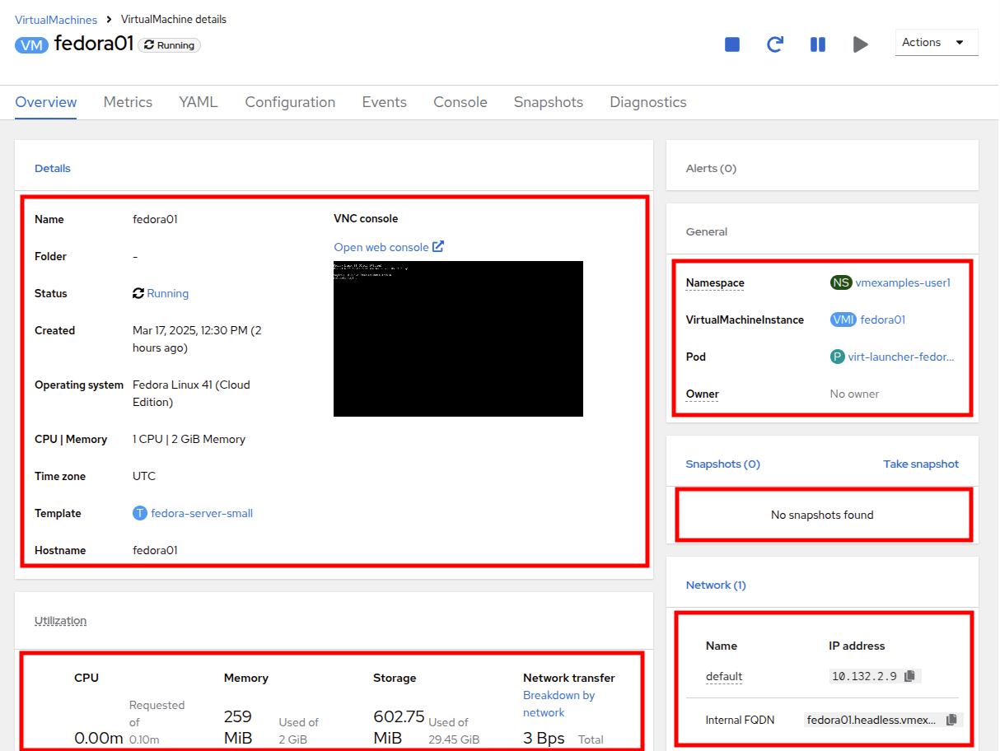 VirtualMachines > VirtualMachine details
VM fedora01 Running
Actions
Overview Metrics YAML Configuration Events Console Snapshots Diagnostics
Details
Name fedora01
Folder -
Status Running
Created Mar 17, 2025, 12:30 PM (2
hours ago)
Operating system Fedora Linux 41 (Cloud
Edition)
CPU | Memory 1 CPU | 2 GiB Memory
Time zone UTC
Template T fedora-server-small
Hostname fedora01
VNC console
Open web console
Utilization
CPU
Requested
of
0.00m 0.10m
Memory
259
MiB
Used of
2 GiB
Storage
602.75
MiB
Used of
29.45 GiB
Network transfer
Breakdown by
network
3 Bps Total
Alerts (0)
General
Namespace NS vmexamples-user1
VirtualMachineInstance VMI fedora01
Pod P virt-launcher-fedor...
Owner No owner
Snapshots (0) Take snapshot
No snapshots found
Network (1)
Name IP address
default 10.132.2.9
Internal FQDN fedora01.headless.vmex...